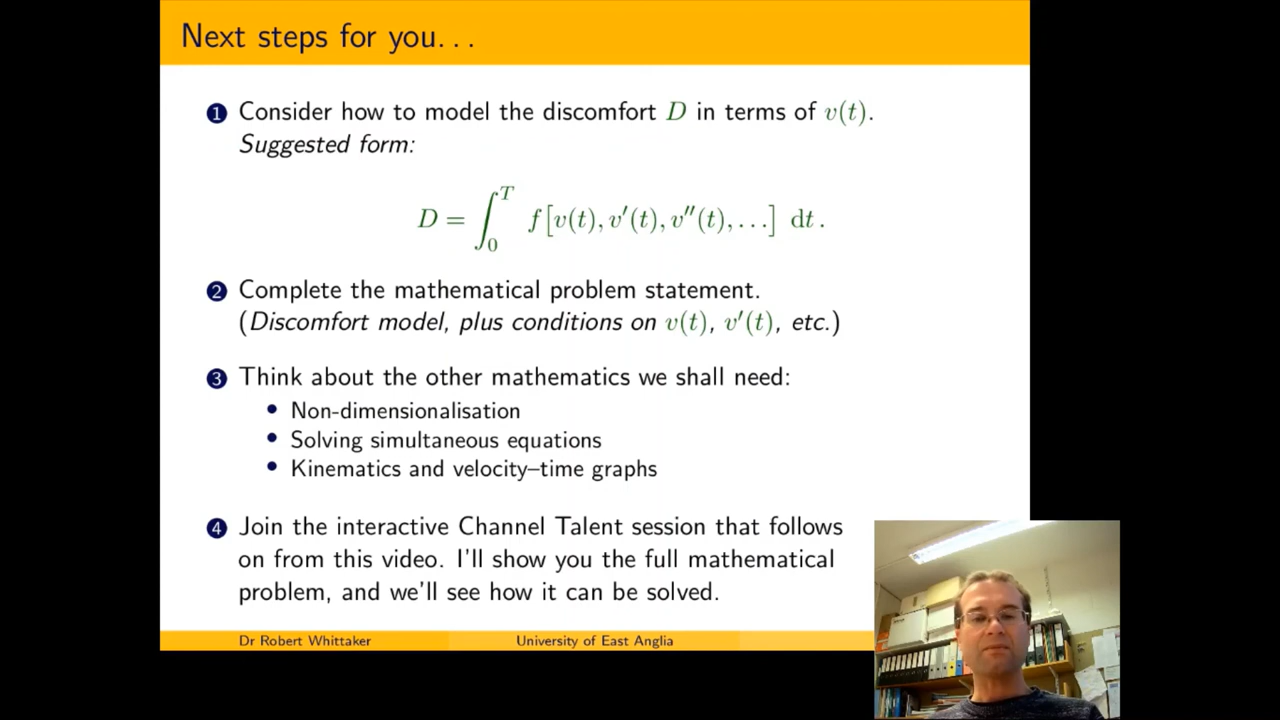 Next steps for you...
1 Consider how to model the discomfort D in terms of v(t).
Suggested form:
D = ∫₀ᵀ f[v(t), v′(t), v″(t), ...] dt.
2 Complete the mathematical problem statement.
(Discomfort model, plus conditions on v(t), v′(t), etc.)
3 Think about the other mathematics we shall need:
• Non-dimensionalisation
• Solving simultaneous equations
• Kinematics and velocity–time graphs
4 Join the interactive Channel Talent session that follows
on from this video. I'll show you the full mathematical
problem, and we'll see how it can be solved.
Dr Robert Whittaker University of East Anglia